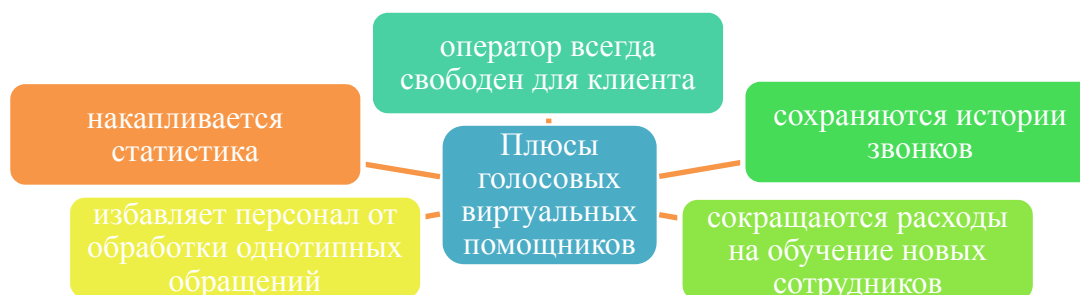 оператор всегда
свободен для клиента
накапливается
статистика
сохраняются истории
звонков
Плюсы
голосовых
виртуальных
помощников
избавляет персонал от
обработки однотипных
обращений
сокращаются расходы
на обучение новых
сотрудников